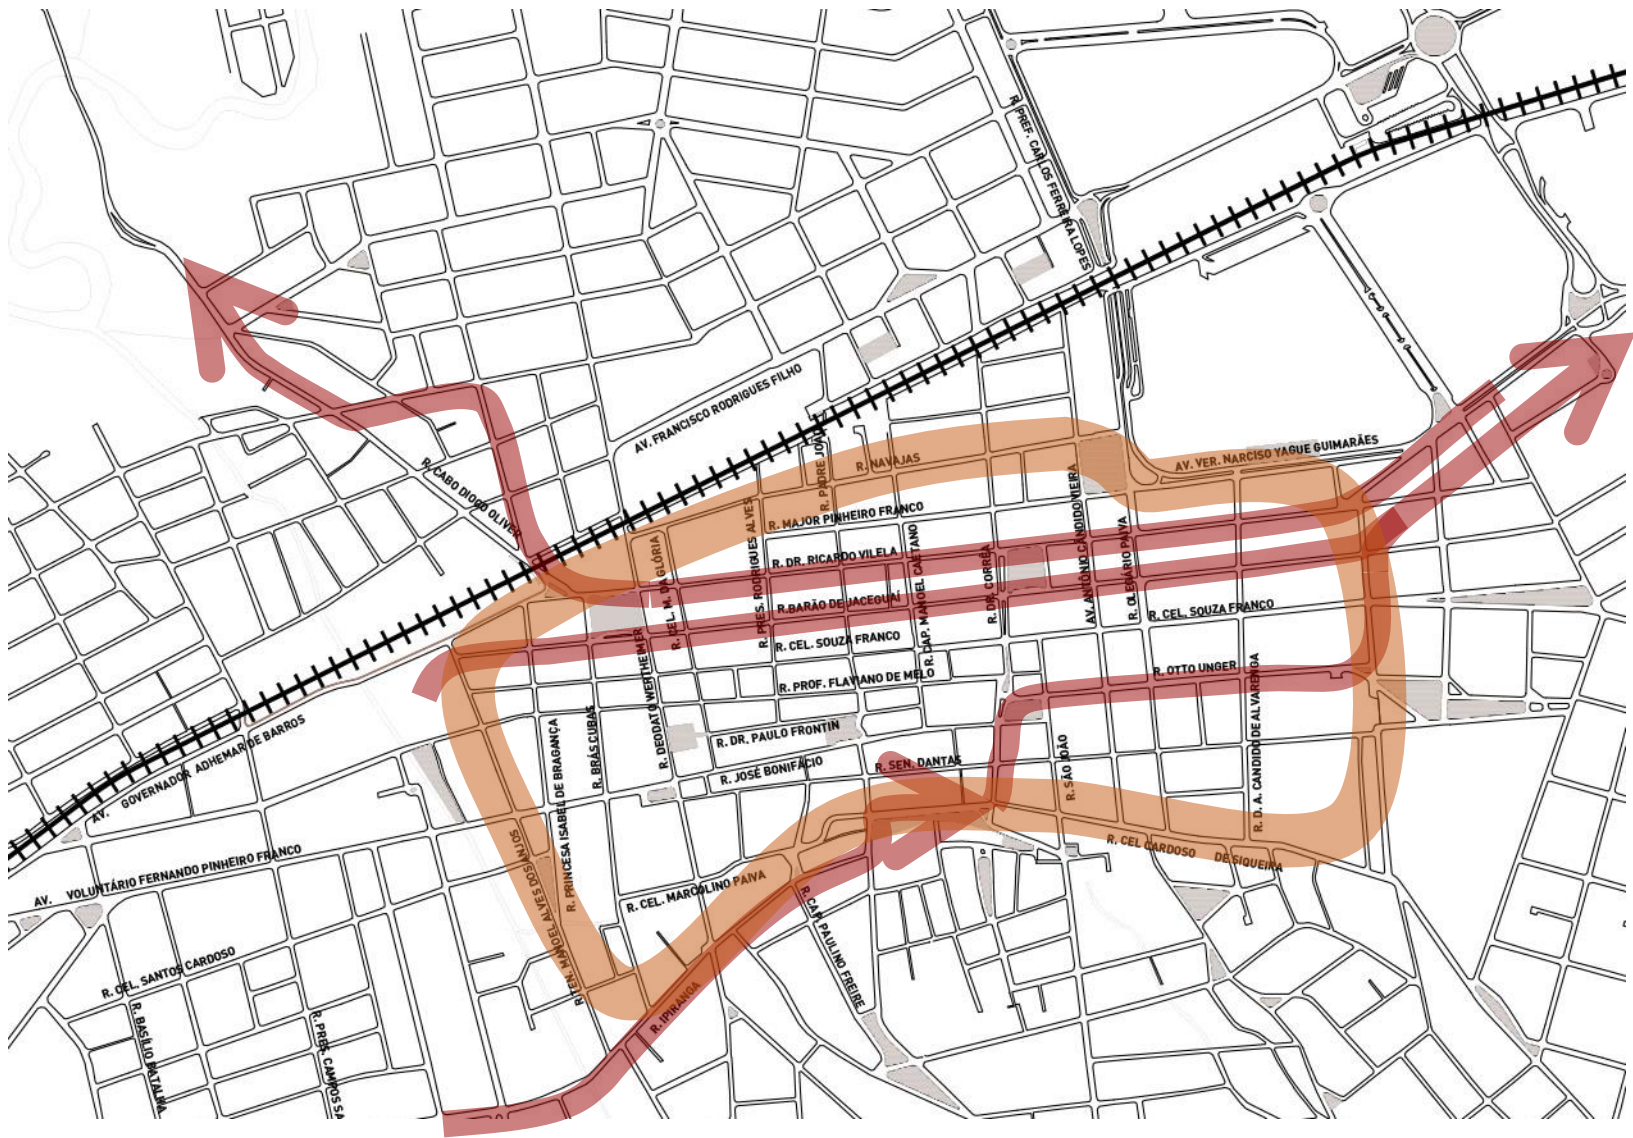 R. PREF. CARLOS FERREIRA LOPES
AV. FRANCISCO RODRIGUES FILHO
R. CABO DIOGO OLIVER
R. PADRE JOÃO
R. NAVAJAS
AV. VER. NARCISO YAGUE GUIMARÃES
R. MAJOR PINHEIRO FRANCO
R. DR. RICARDO VILELA
R. CEL. M. DA GLÓRIA
R. PRES. RODRIGUES ALVES
R. CAP. MANOEL CAETANO
R. DR. CORRÊA
AV. ANTÔNIO CÂNDIDO VIEIRA
R. OLEGÁRIO PAIVA
R.BARÃO DE JACEGUAÍ
R. CEL. SOUZA FRANCO
R. CEL. SOUZA FRANCO
R. PROF. FLAVIANO DE MELO
R. OTTO UNGER
R. DEODATO WERTHEIMER
R. BRÁS CUBAS
R. PRINCESA ISABEL DE BRAGANÇA
R. DR. PAULO FRONTIN
R. JOSÉ BONIFÁCIO
R. SEN. DANTAS
R. SÃO JOÃO
R. D. A. CANDIDO DE ALVARENGA
AV. GOVERNADOR ADHEMAR DE BARROS
R. CEL CARDOSO DE SIQUEIRA
AV. VOLUNTÁRIO FERNANDO PINHEIRO FRANCO
R. TEN. MANOEL ALVES DOS ANJOS
R. CEL. MARCOLINO PAIVA
R. CAP. PAULINO FREIRE
R. CEL. SANTOS CARDOSO
R. IPIRANGA
R. BASÍLIO BATALHA
R. PRES. CAMPOS SA